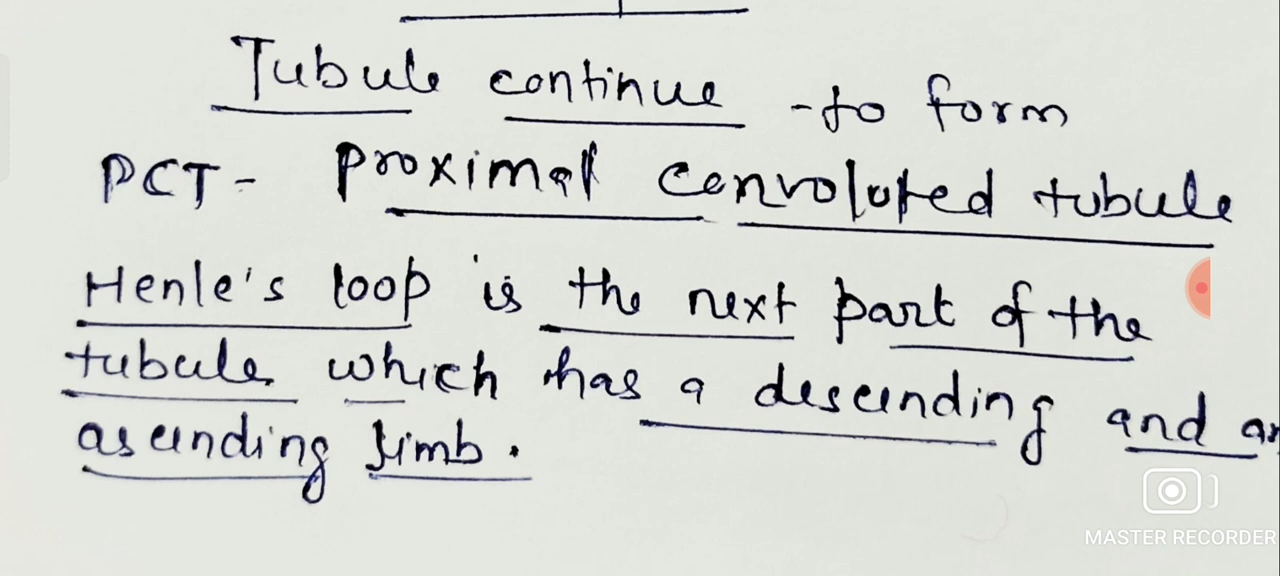 Tubule continue - to form
PCT - Proximal convoluted tubule
Henle's loop is the next part of the
tubule which has a descending and an
ascending limb.
MASTER RECORDER